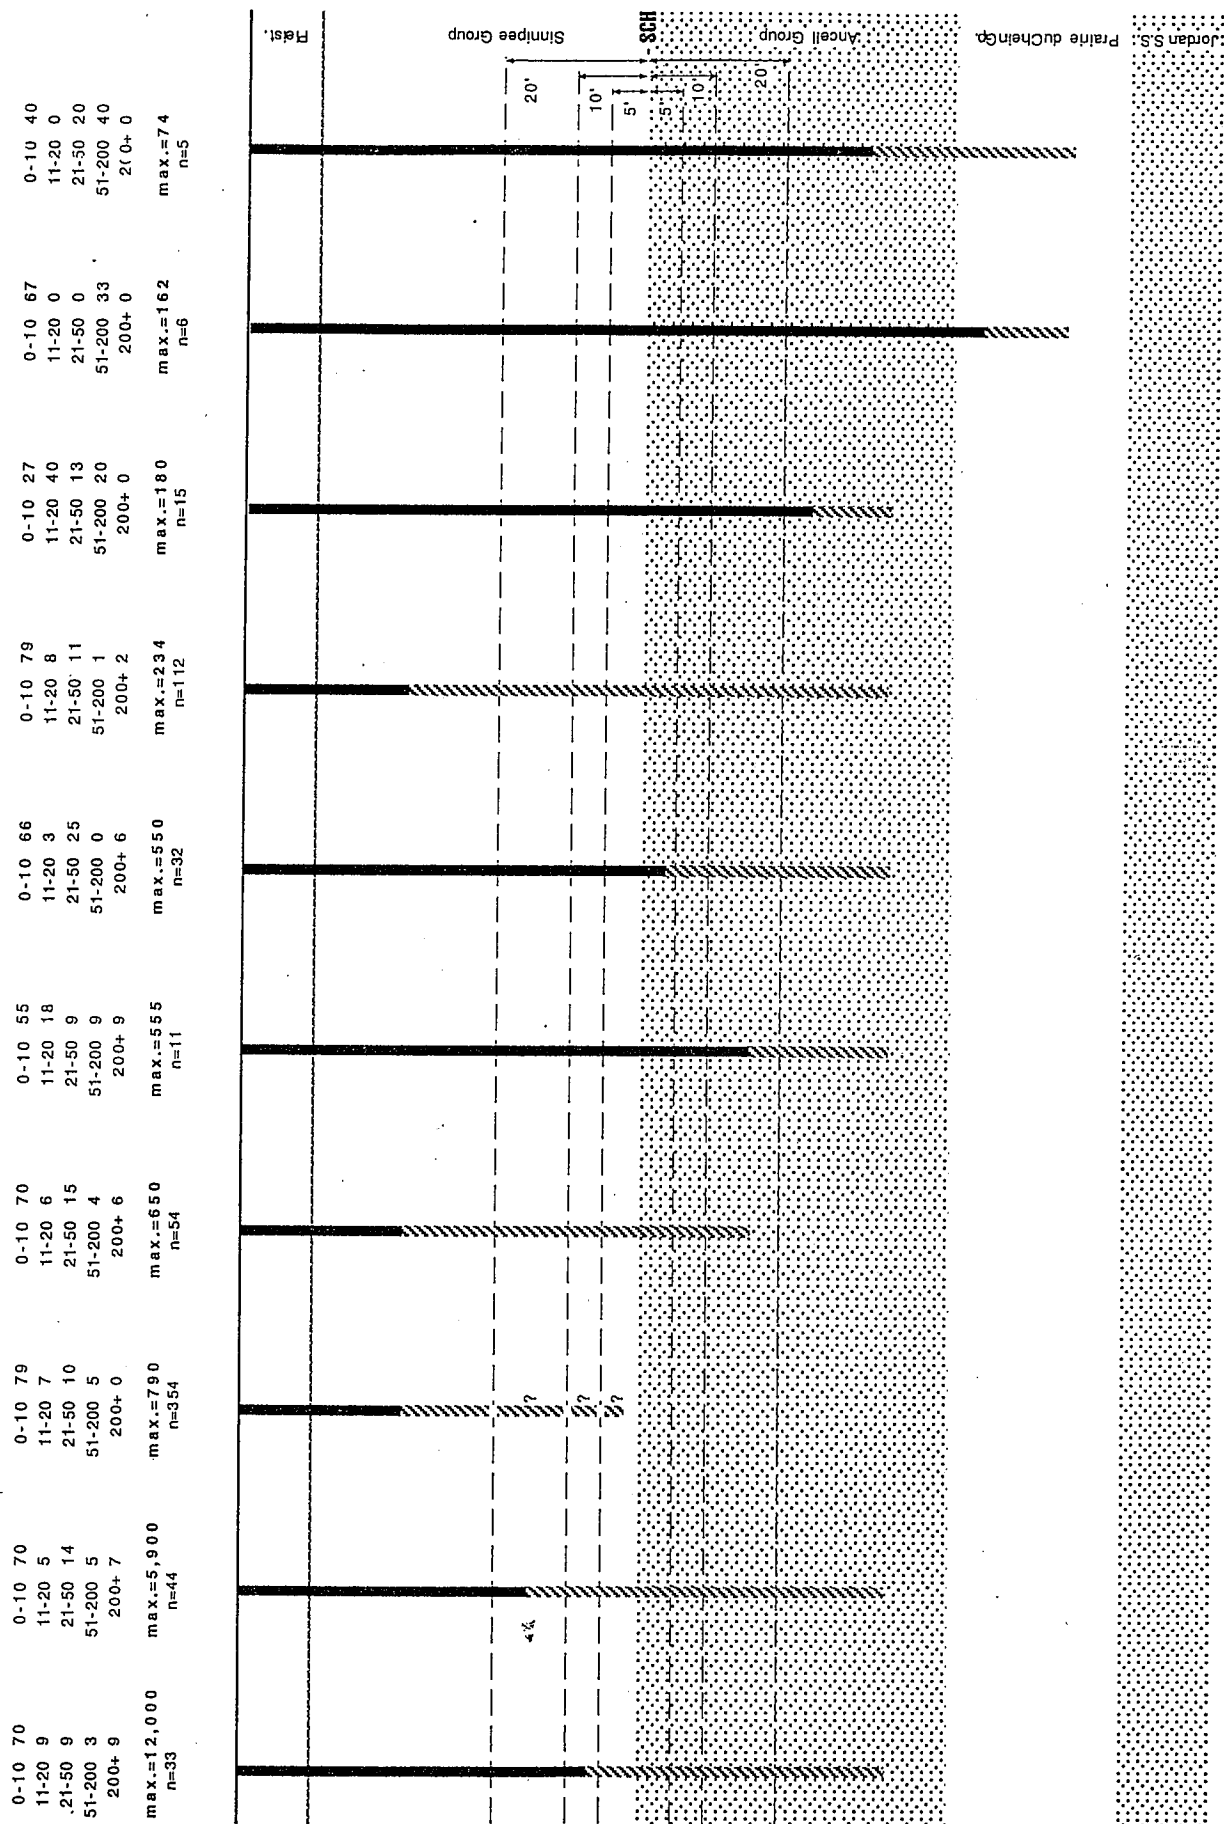 0-10 70
11-20 9
21-50 9
51-200 3
200+ 9
max.=12,000
n=33
0-10 70
11-20 5
21-50 14
51-200 5
200+ 7
max.=5,900
n=44
0-10 79
11-20 7
21-50 10
51-200 5
200+ 0
max.=790
n=354
0-10 70
11-20 6
21-50 15
51-200 4
200+ 6
max.=650
n=54
0-10 55
11-20 18
21-50 9
51-200 9
200+ 9
max.=555
n=11
0-10 66
11-20 3
21-50 25
51-200 0
200+ 6
max.=550
n=32
0-10 79
11-20 8
21-50 11
51-200 1
200+ 2
max.=234
n=112
0-10 27
11-20 40
21-50 13
51-200 20
200+ 0
max.=180
n=15
0-10 67
11-20 0
21-50 0
51-200 33
200+ 0
max.=162
n=6
0-10 40
11-20 0
21-50 20
51-200 40
200+ 0
max.=74
n=5
?
?
?
20'
10'
5'
5'
10'
20'
Pleist.
Sinnipee Group
SCH
Ancell Group
Prairie duChein Gp.
Jordan S.S.